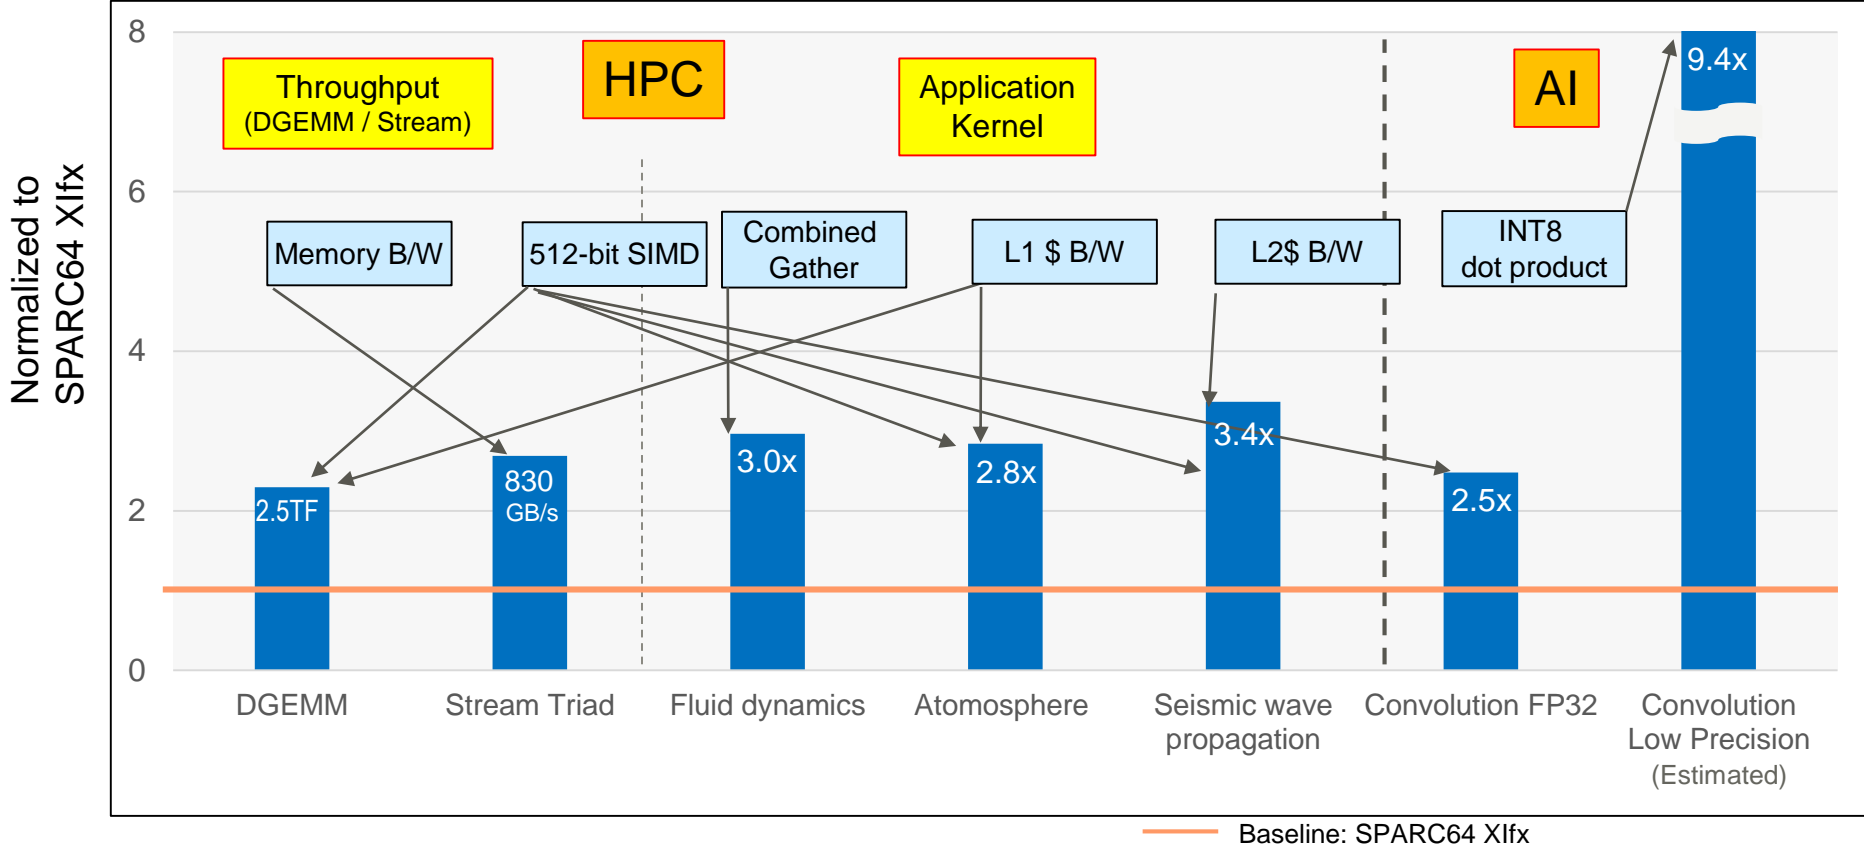 Normalized to
SPARC64 XIfx
8
6
4
2
0
Throughput
(DGEMM / Stream)
HPC
Application
Kernel
AI
Memory B/W
512-bit SIMD
Combined
Gather
L1 $ B/W
L2$ B/W
INT8
dot product
2.5TF
830
GB/s
3.0x
2.8x
3.4x
2.5x
9.4x
DGEMM
Stream Triad
Fluid dynamics
Atomosphere
Seismic wave
propagation
Convolution FP32
Convolution
Low Precision
(Estimated)
Baseline: SPARC64 XIfx